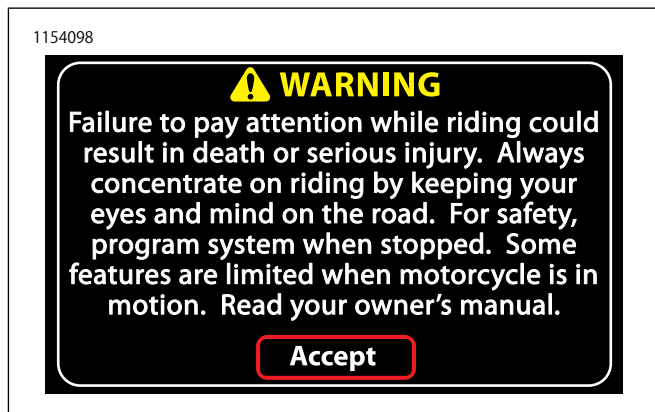 1154098
WARNING
Failure to pay attention while riding could
result in death or serious injury.  Always
concentrate on riding by keeping your
eyes and mind on the road.  For safety,
program system when stopped.  Some
features are limited when motorcycle is in
motion.  Read your owner’s manual.
Accept